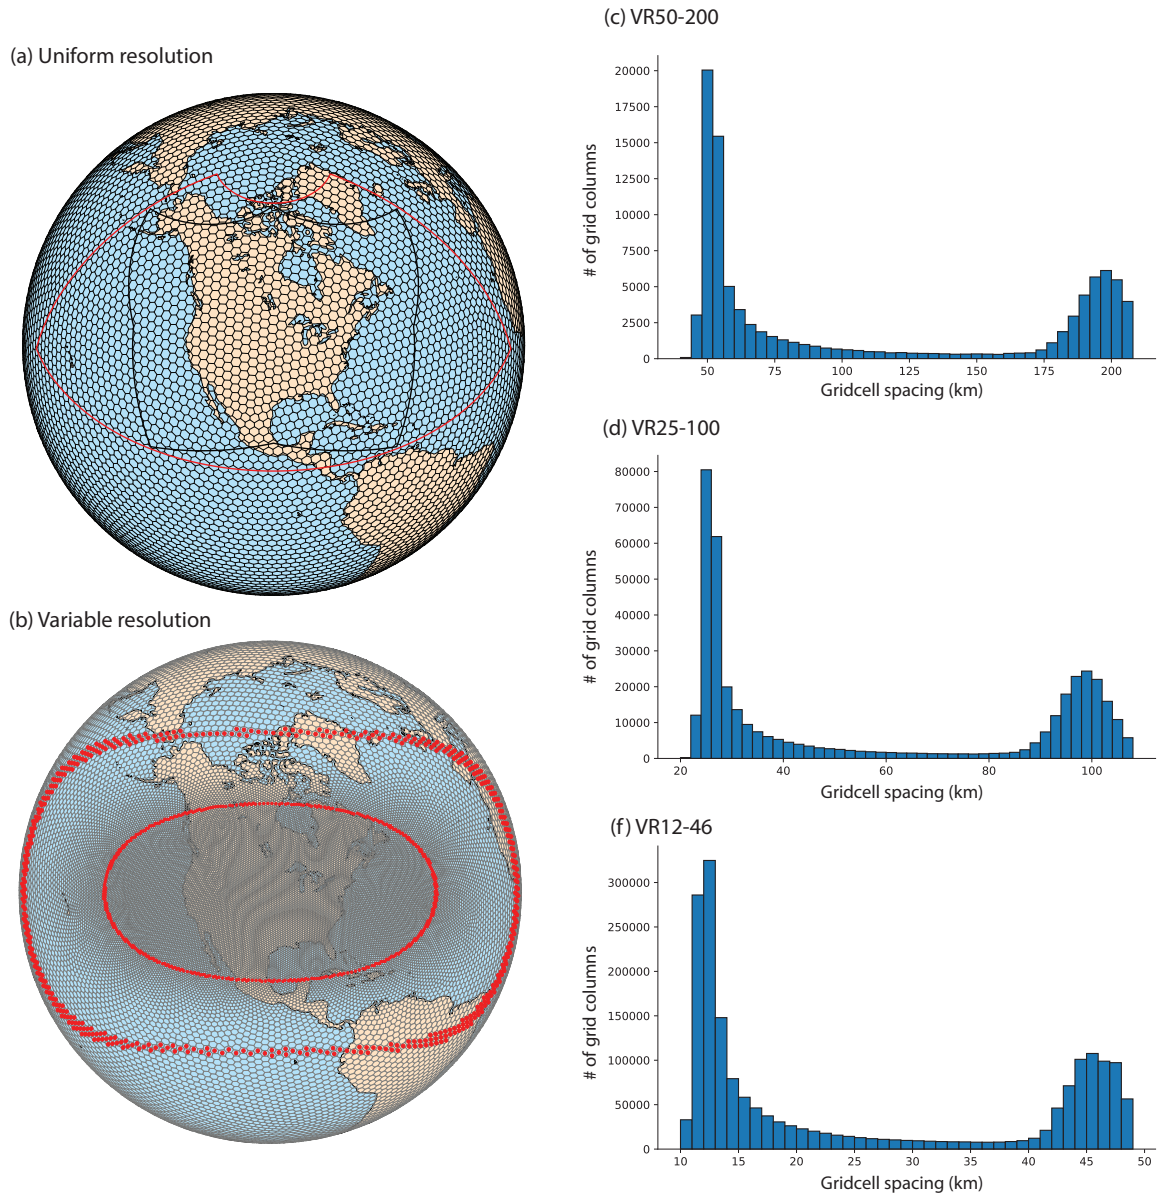 (a) Uniform resolution
(b) Variable resolution
(c) VR50-200
# of grid columns
20000
17500
15000
12500
10000
7500
5000
2500
0
50 75 100 125 150 175 200
Gridcell spacing (km)
(d) VR25-100
# of grid columns
80000
70000
60000
50000
40000
30000
20000
10000
0
20 40 60 80 100
Gridcell spacing (km)
(f) VR12-46
# of grid columns
300000
250000
200000
150000
100000
50000
0
10 15 20 25 30 35 40 45 50
Gridcell spacing (km)